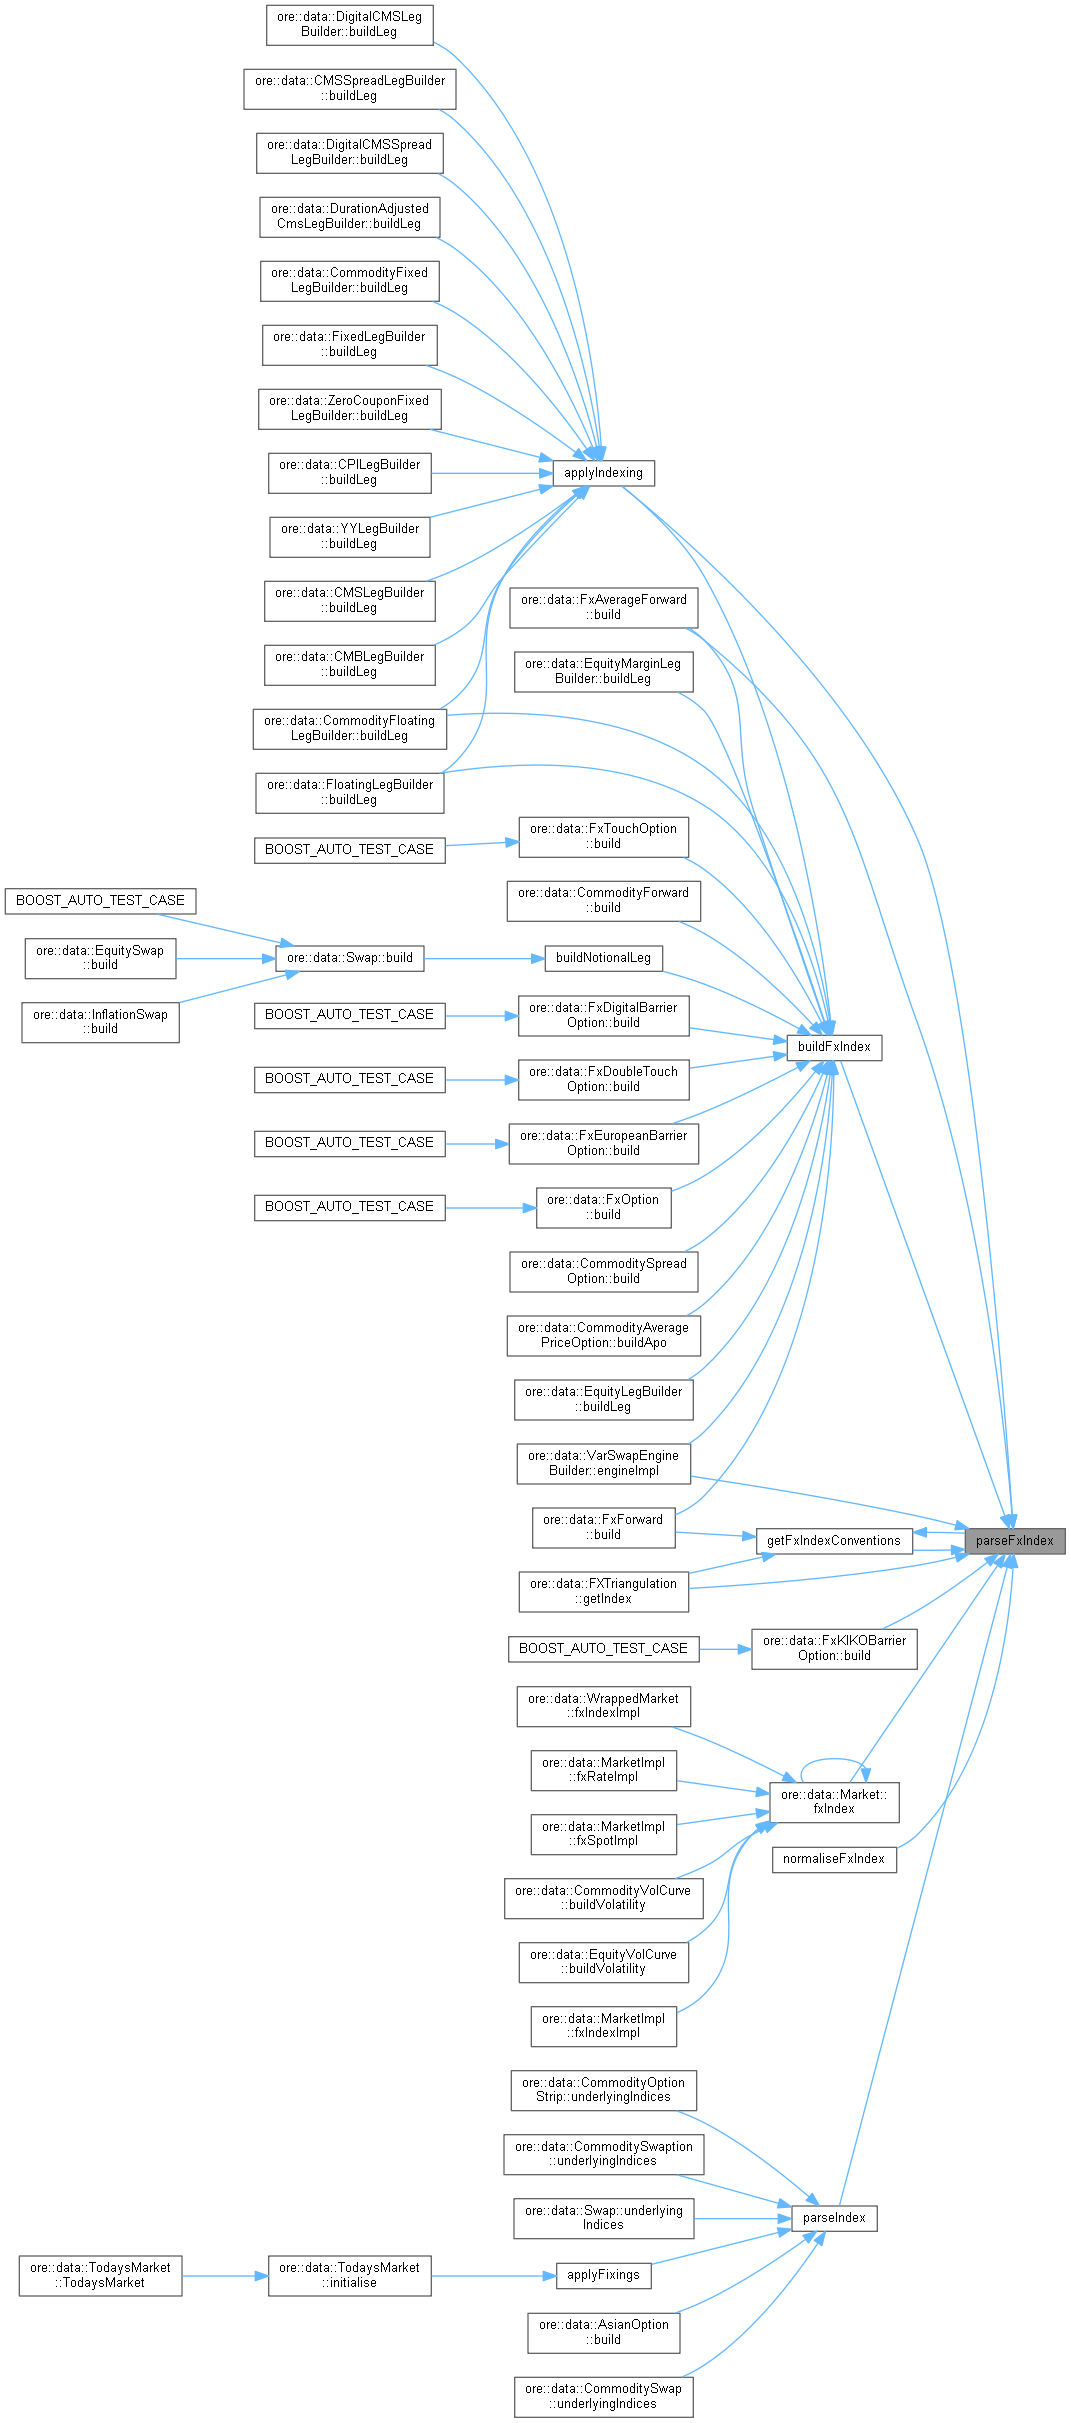 ore::data::DigitalCMSLeg
Builder::buildLeg
ore::data::CMSSpreadLegBuilder
::buildLeg
ore::data::DigitalCMSSpread
LegBuilder::buildLeg
ore::data::DurationAdjusted
CmsLegBuilder::buildLeg
ore::data::CommodityFixed
LegBuilder::buildLeg
ore::data::FixedLegBuilder
::buildLeg
ore::data::ZeroCouponFixed
LegBuilder::buildLeg
ore::data::CPILegBuilder
::buildLeg
applyIndexing
ore::data::YYLegBuilder
::buildLeg
ore::data::CMSLegBuilder
::buildLeg
ore::data::FxAverageForward
::build
ore::data::CMBLegBuilder
::buildLeg
ore::data::EquityMarginLeg
Builder::buildLeg
ore::data::CommodityFloating
LegBuilder::buildLeg
ore::data::FloatingLegBuilder
::buildLeg
ore::data::FxTouchOption
::build
BOOST_AUTO_TEST_CASE
ore::data::CommodityForward
::build
BOOST_AUTO_TEST_CASE
ore::data::EquitySwap
::build
ore::data::Swap::build
buildNotionalLeg
ore::data::InflationSwap
::build
BOOST_AUTO_TEST_CASE
ore::data::FxDigitalBarrier
Option::build
buildFxIndex
BOOST_AUTO_TEST_CASE
ore::data::FxDoubleTouch
Option::build
BOOST_AUTO_TEST_CASE
ore::data::FxEuropeanBarrier
Option::build
BOOST_AUTO_TEST_CASE
ore::data::FxOption
::build
ore::data::CommoditySpread
Option::build
ore::data::CommodityAverage
PriceOption::buildApo
ore::data::EquityLegBuilder
::buildLeg
ore::data::VarSwapEngine
Builder::engineImpl
ore::data::FxForward
::build
getFxIndexConventions
parseFxIndex
ore::data::FXTriangulation
::getIndex
BOOST_AUTO_TEST_CASE
ore::data::FxKIKOBarrier
Option::build
ore::data::WrappedMarket
::fxIndexImpl
ore::data::MarketImpl
::fxRateImpl
ore::data::Market::
fxIndex
ore::data::MarketImpl
::fxSpotImpl
normaliseFxIndex
ore::data::CommodityVolCurve
::buildVolatility
ore::data::EquityVolCurve
::buildVolatility
ore::data::MarketImpl
::fxIndexImpl
ore::data::CommodityOption
Strip::underlyingIndices
ore::data::CommoditySwaption
::underlyingIndices
ore::data::Swap::underlying
Indices
parseIndex
ore::data::TodaysMarket
::TodaysMarket
ore::data::TodaysMarket
::initialise
applyFixings
ore::data::AsianOption
::build
ore::data::CommoditySwap
::underlyingIndices